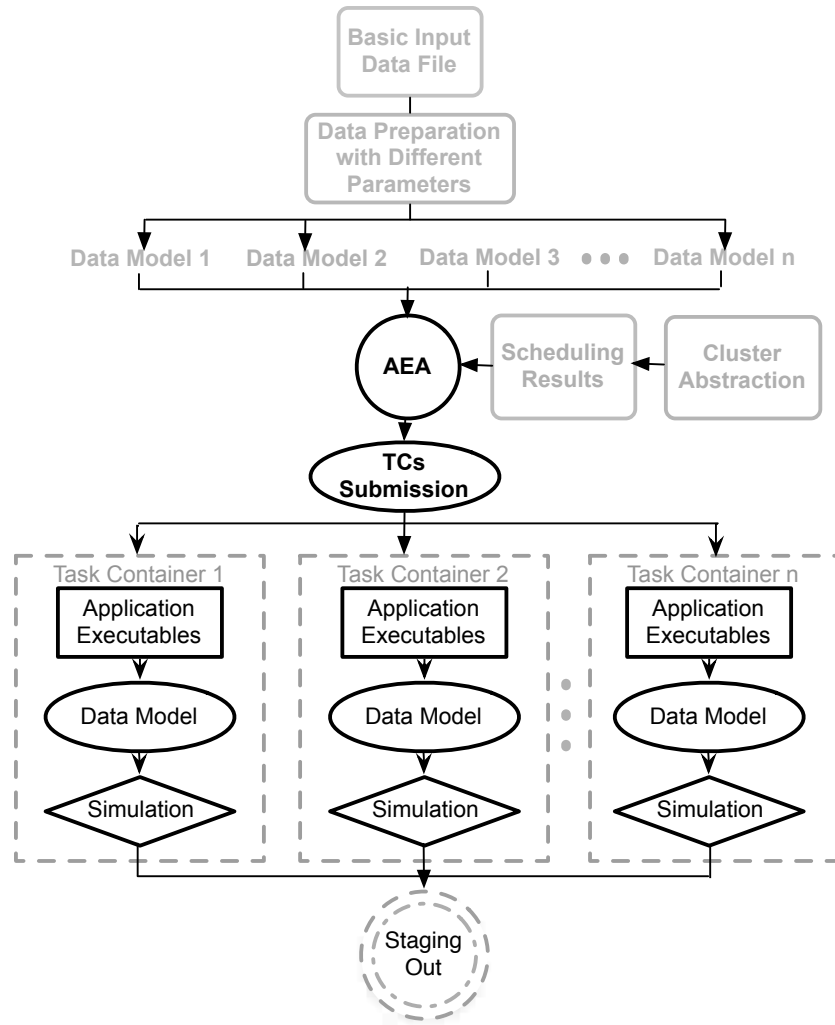 Basic Input
Data File
Data Preparation
with Different
Parameters
Data Model 1
Data Model 2
Data Model 3
Data Model n
AEA
Scheduling
Results
Cluster
Abstraction
TCs
Submission
Task Container 1
Application
Executables
Data Model
Simulation
Task Container 2
Application
Executables
Data Model
Simulation
Task Container n
Application
Executables
Data Model
Simulation
Staging
Out